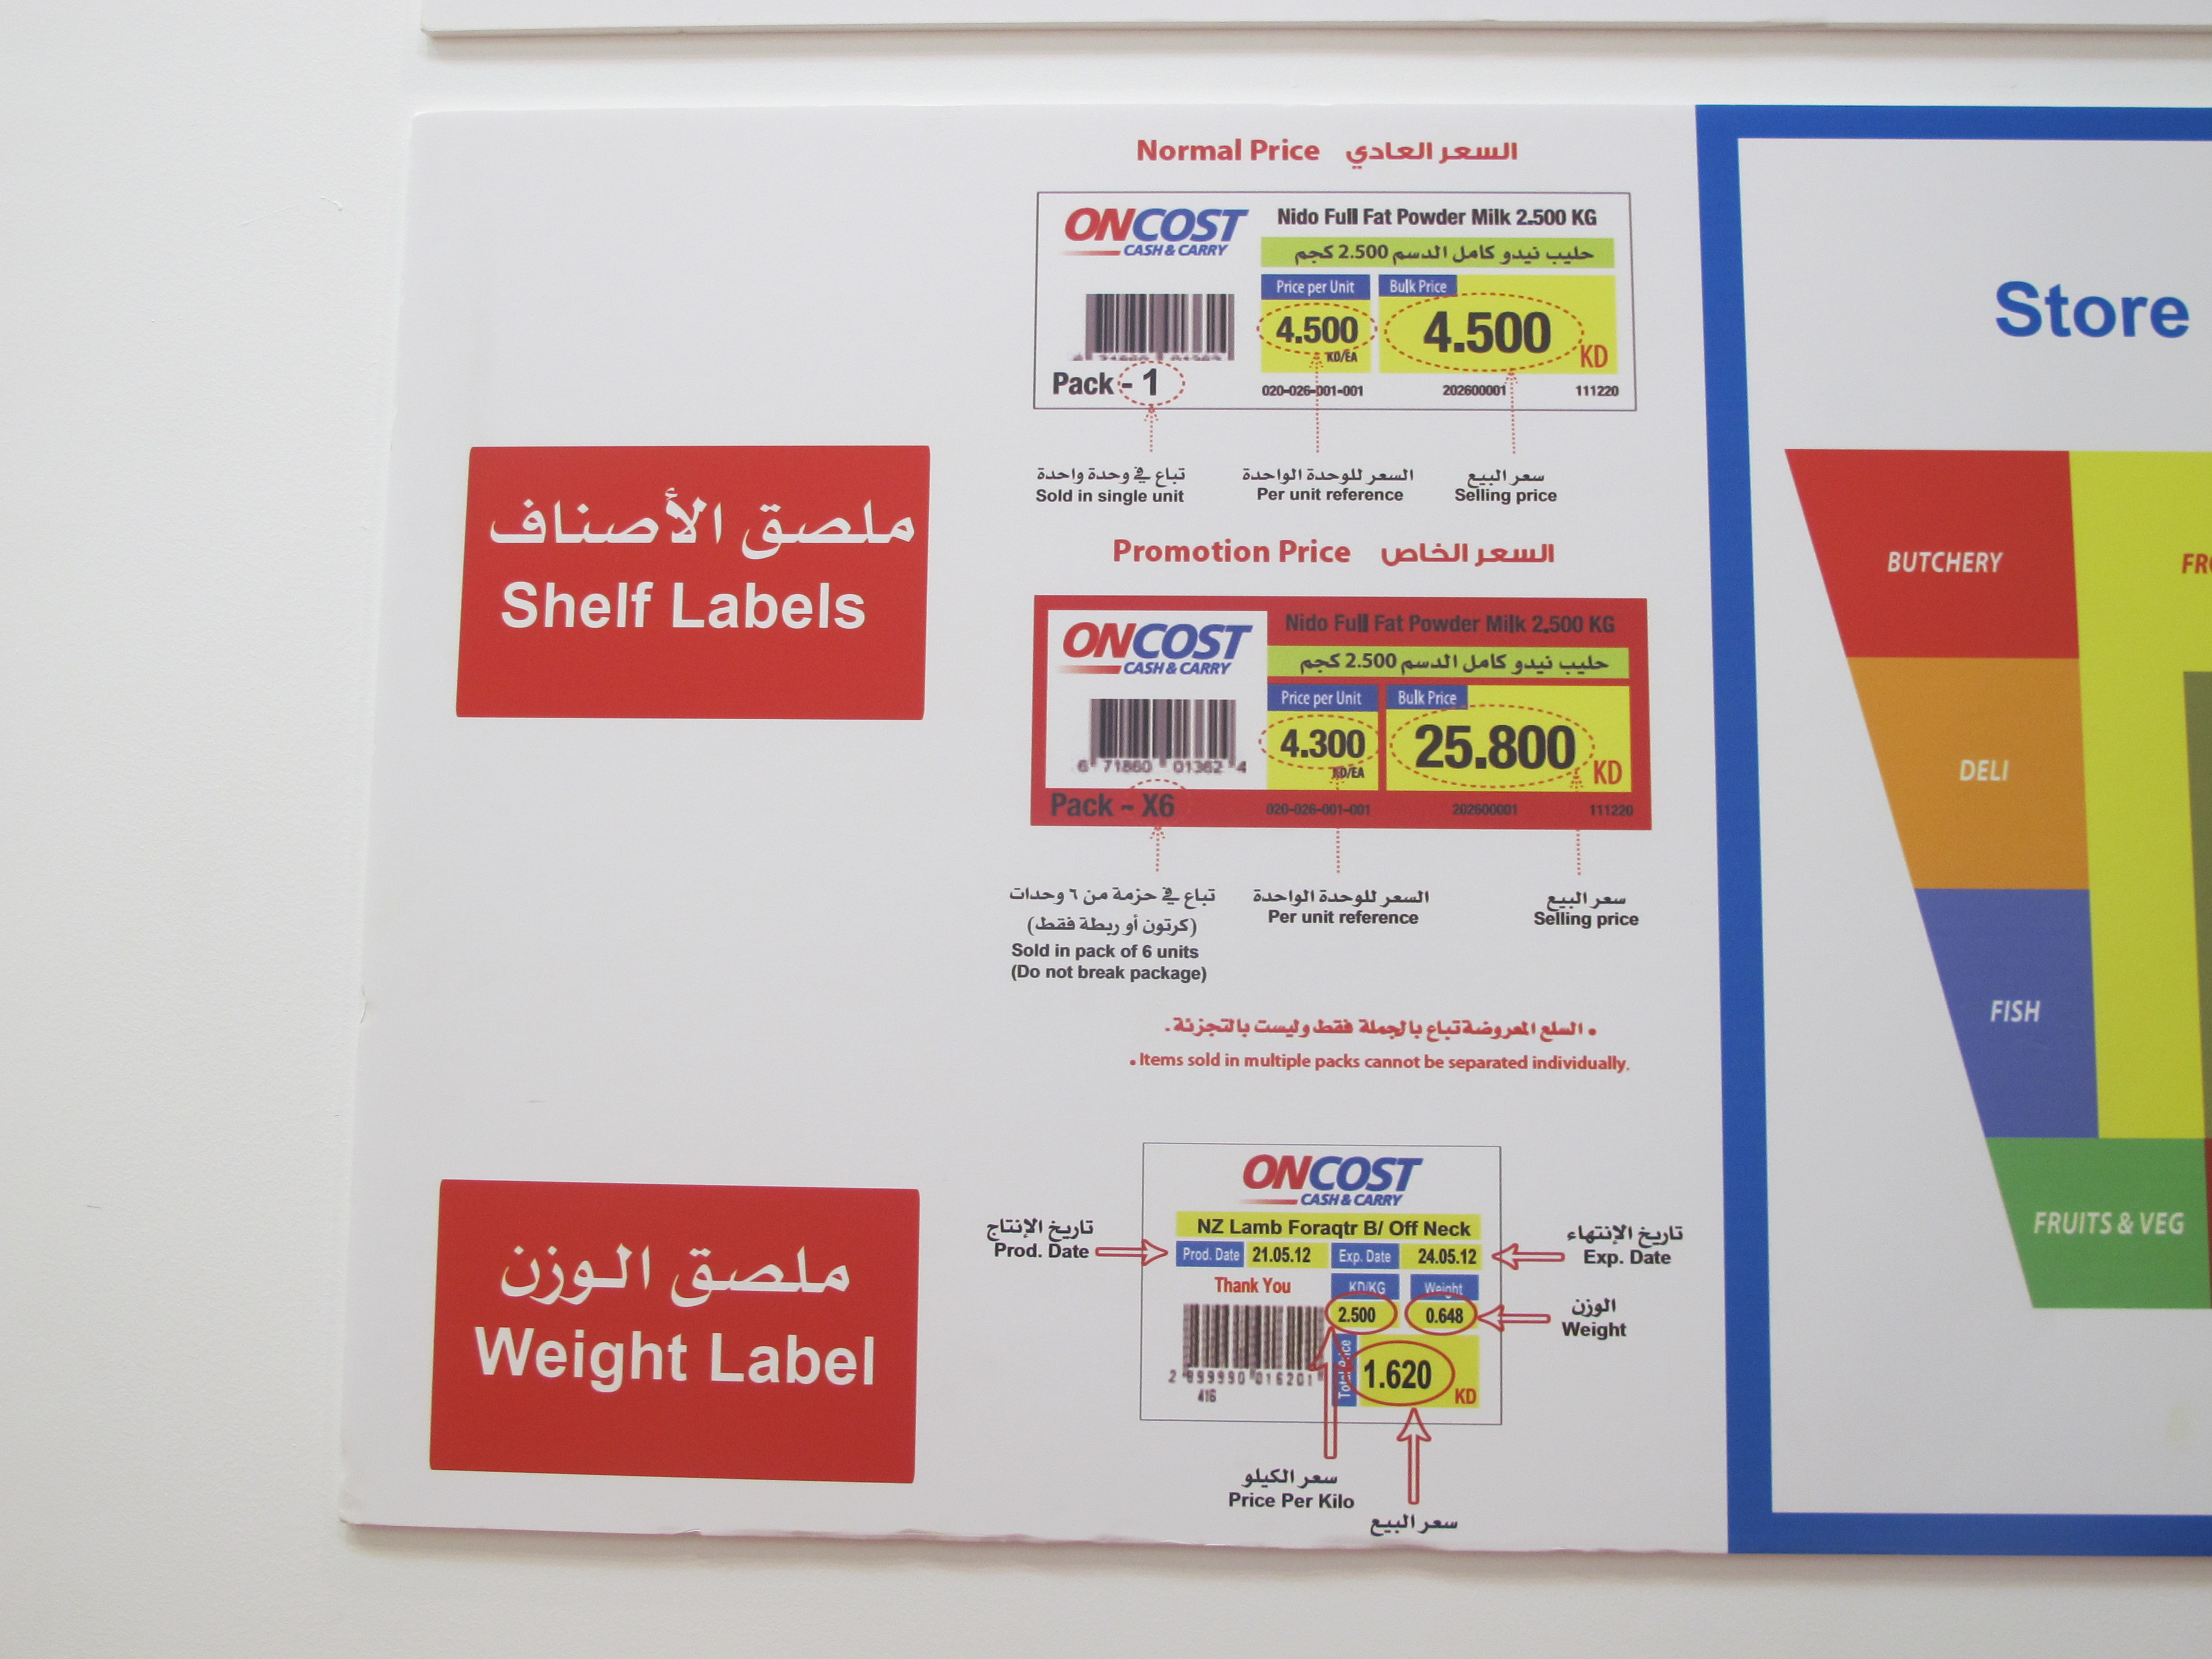 Normal Price السعر العادي
ONCOST
CASH & CARRY
Nido Full Fat Powder Milk 2.500 KG
حليب نيدو كامل الدسم 2.500 كجم
Price per Unit
Bulk Price
4.500
KD/EA
4.500
KD
Pack - 1
020-026-001-001
202600001
111220
تباع في وحدة واحدة
Sold in single unit
السعر للوحدة الواحدة
Per unit reference
سعر البيع
Selling price
ملصق الأصناف
Shelf Labels
Promotion Price السعر الخاص
ONCOST
CASH & CARRY
Nido Full Fat Powder Milk 2.500 KG
حليب نيدو كامل الدسم 2.500 كجم
Price per Unit
Bulk Price
4.300
KD/EA
25.800
KD
6 71860 01362 4
Pack - X6
020-026-001-001
202600001
111220
تباع في حزمة من ٦ وحدات
(كرتون أو ربطة فقط)
Sold in pack of 6 units
(Do not break package)
السعر للوحدة الواحدة
Per unit reference
سعر البيع
Selling price
• السلع المعروضة تباع بالجملة فقط وليست بالتجزئة.
• Items sold in multiple packs cannot be separated individually.
ملصق الوزن
Weight Label
ONCOST
CASH & CARRY
NZ Lamb Foraqtr B/ Off Neck
تاريخ الإنتاج
Prod. Date
Prod. Date 21.05.12 Exp. Date 24.05.12
تاريخ الإنتهاء
Exp. Date
Thank You
KD/KG
Weight
2.500
0.648
الوزن
Weight
Total Price
1.620
KD
2 899990 016201
416
سعر الكيلو
Price Per Kilo
سعر البيع
Store
BUTCHERY
DELI
FISH
FRUITS & VEG